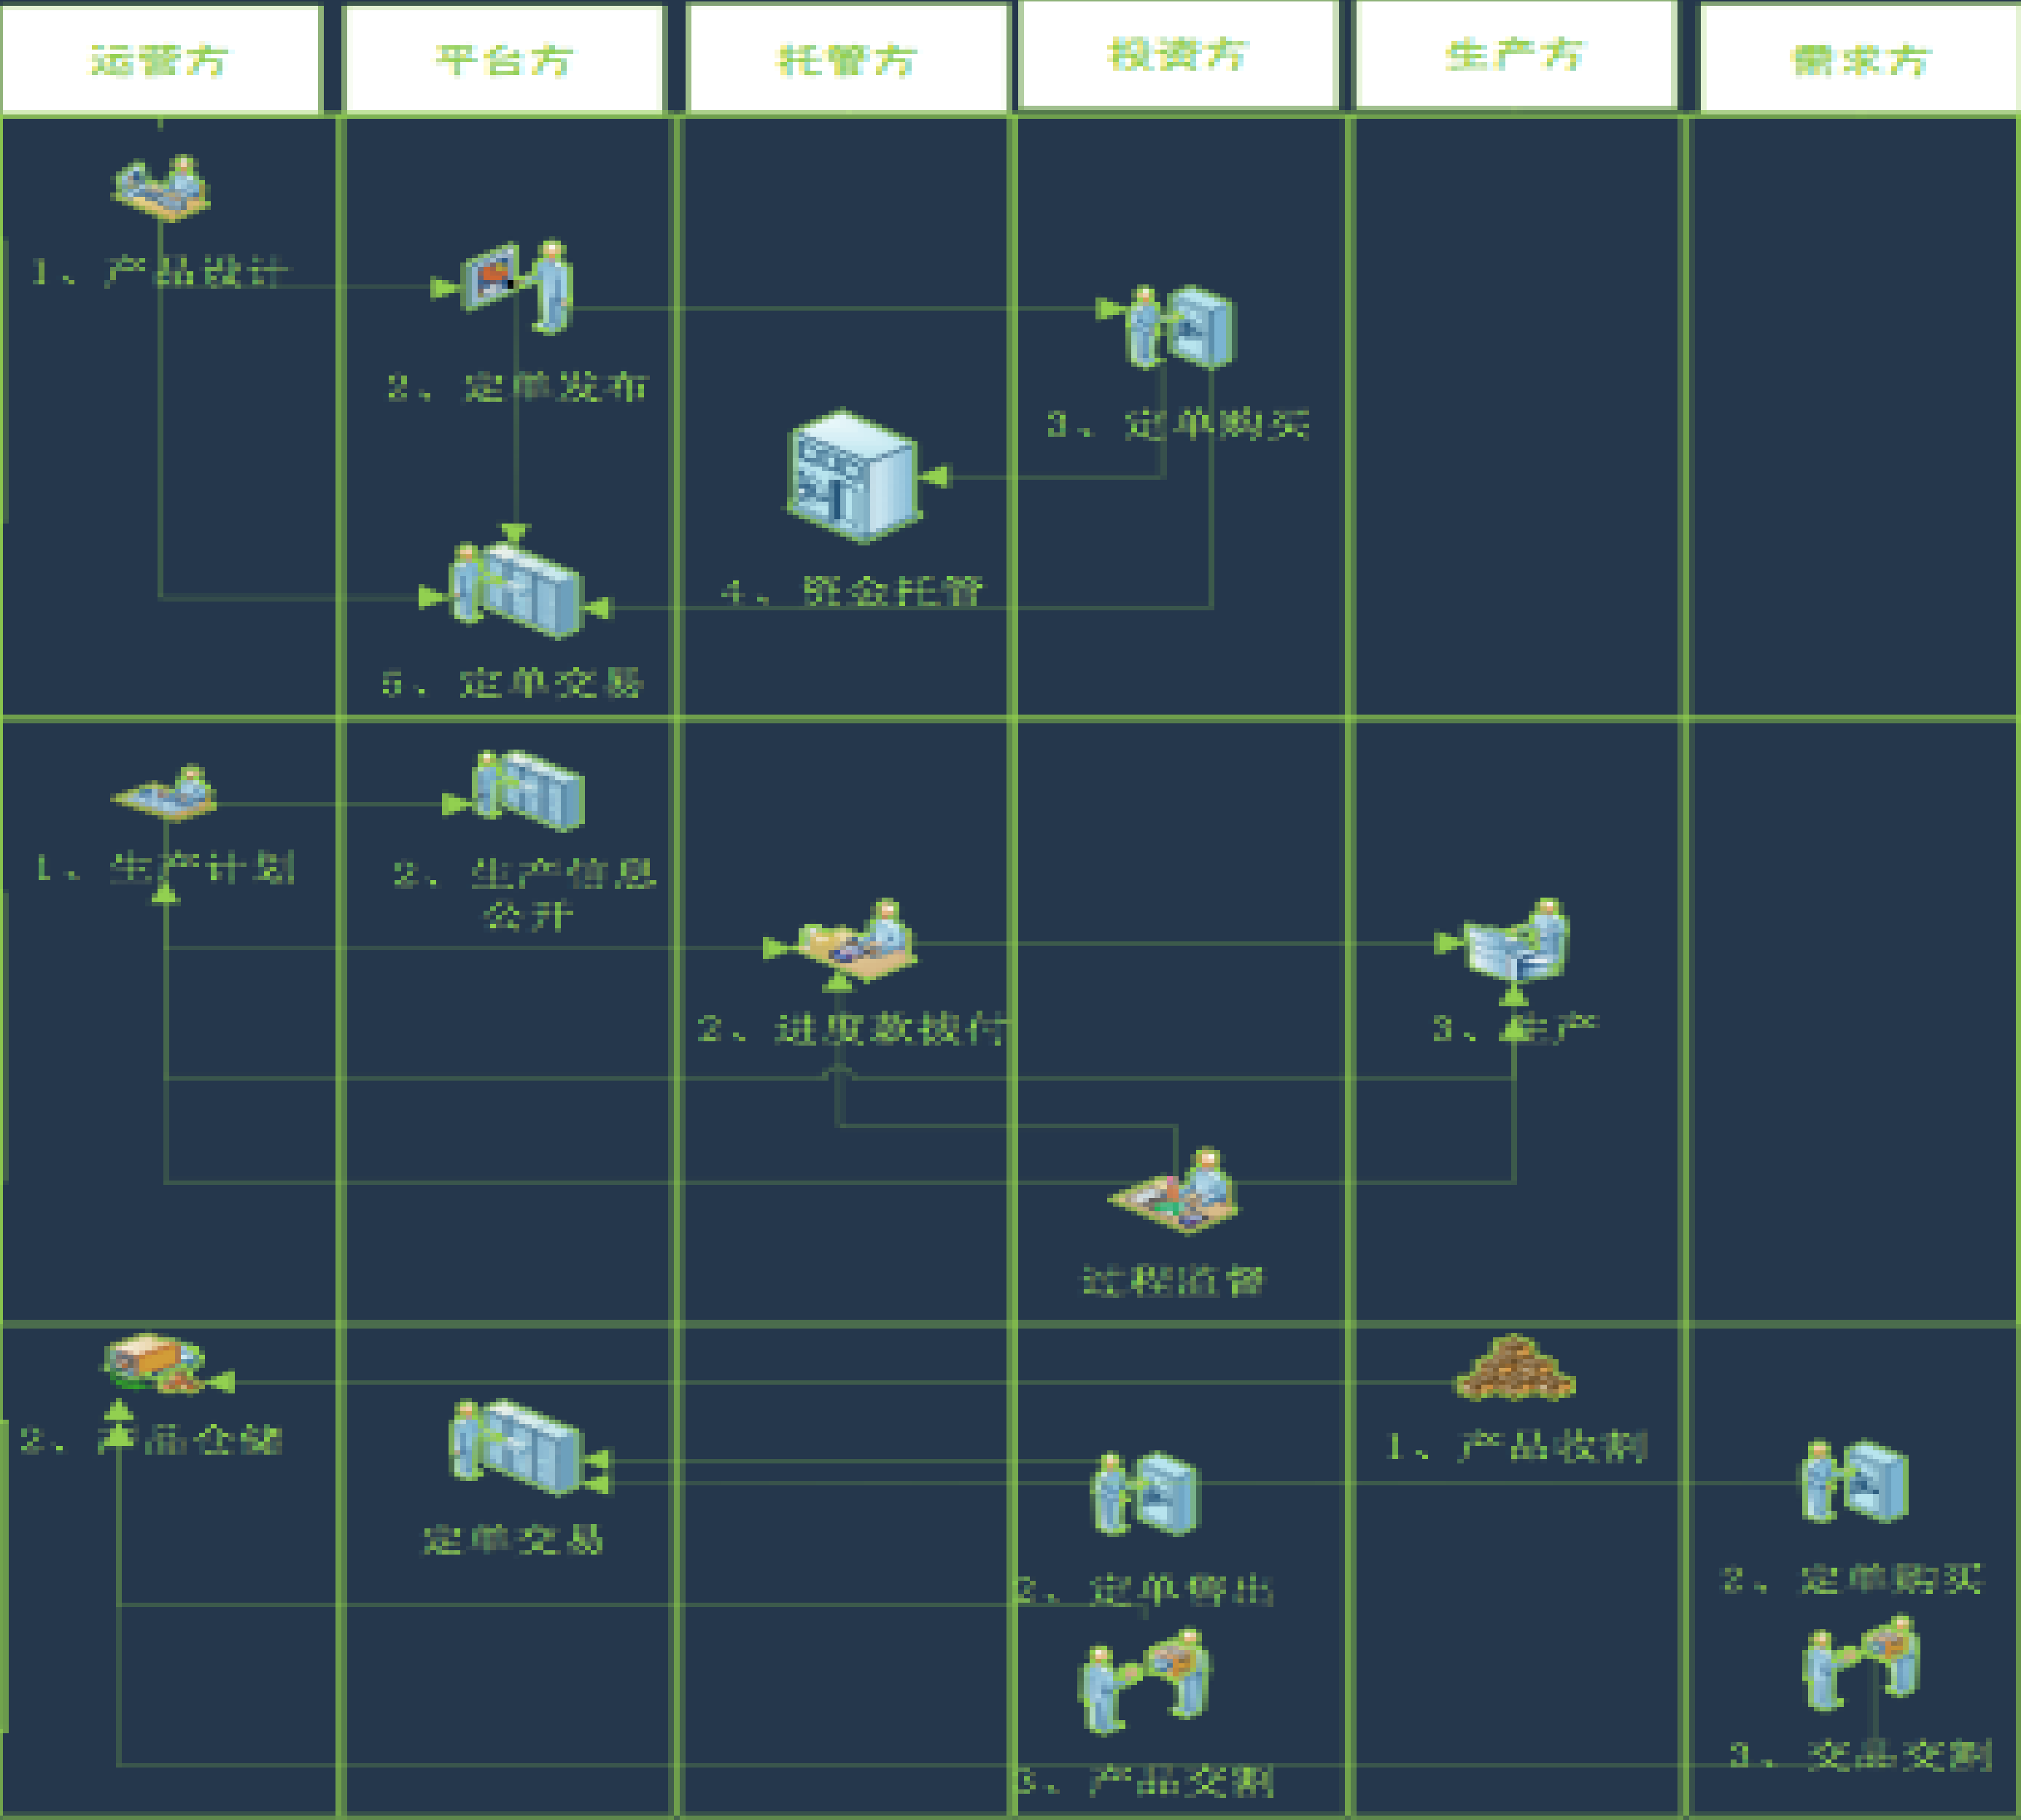 运营方
平台方
托管方
投资方
生产方
需求方
1、产品设计
2、定单发布
3、定单购买
4、资金托管
5、定单交易
1、生产计划
2、生产信息
公开
2、进度款拨付
3、生产
过程监督
2、产品仓储
1、产品收割
定单交易
2、定单售出
2、定单购买
3、产品交割
3、产品交割